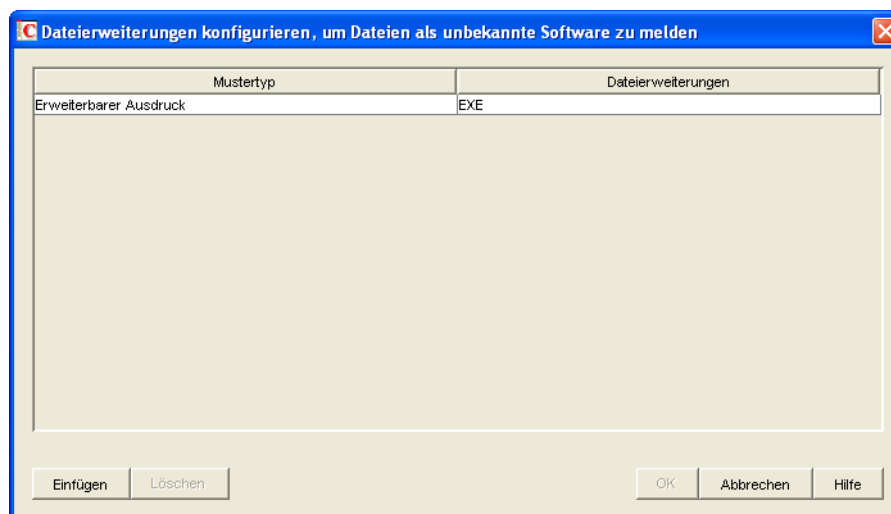 Dateierweiterungen konfigurieren, um Dateien als unbekannte Software zu melden
Mustertyp Dateierweiterungen
Erweiterbarer Ausdruck EXE
Einfügen Löschen OK Abbrechen Hilfe